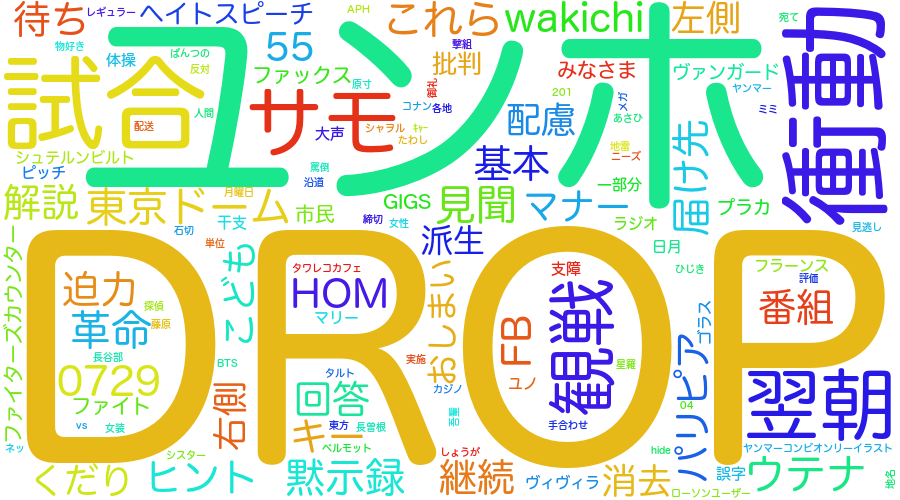 待ち
レギュラー
ヘイトスピーチ
APH
これら
wakichi
左側
宛て
衝動
物好き
体操
ぱんつの
反対
55
ファックス
原寸
撃組
批判
みなさま
ヴァンガード
ヤンマー
ユンホ
試合
配送
人間
サモ
大声
コナン
各地
御礼
シャヲル
キャー
たわし
配慮
201
メガ
あさひ
ミミ
シュテルンビルト
ピッチ
罵倒
沿道
基本
地雷
ニーズ
一部分
届け先
解説
東京ドーム
月曜日
干支
市民
締切
GIGS
女性
見聞
マナー
ラジオ
プラカ
見逃し
石切
単位
派生
日月
DROP
ファイターズカウンター
迫力
探偵
革命
藤原
長谷部
0729
ファイト
vs
女装
こども
BTS
右側
タワレコカフェ
HOM
マリー
おしまい
実施
タルト
カジノ
回答
キー
東方
長曽根
ベルモット
支障
観戦
FB
ユノ
星羅
手合わせ
ひじき
ゴラス
パリピア
04
フラーンス
評価
番組
翌朝
ネッ
くだり
シスター
ヒント
黙示録
しょうが
継続
吾量
ヴィヴィラ
消去
hide
誤字
ヤンマーコンピオンリーイラスト
ウテナ
ローソンユーザー